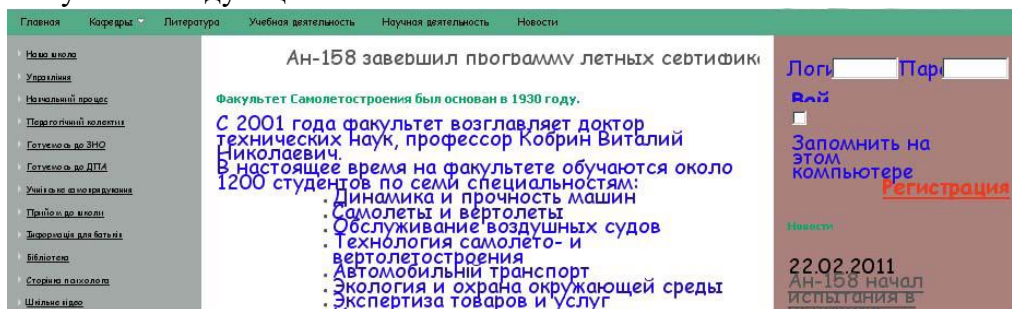 Главная Кафедры Литература Учебная деятельность Научная деятельность Новости
Наша школа
Управління
Навчальний процес
Педагогічний колектив
Готуємось до ЗНО
Готуємось до ДПА
Учнівське самоврядування
Прийом до школи
Інформація для батьків
Бібліотека
Сторінка психолога
Шкільне відео
Ан-158 завершил программу летных сертифик
Факультет Самолетостроения был основан в 1930 году.
С 2001 года факультет возглавляет доктор
технических наук, профессор Кобрин Виталий
Николаевич.
В настоящее время на факультете обучаются около
1200 студентов по семи специальностям:
Динамика и прочность машин
Самолеты и вертолеты
Обслуживание воздушных судов
Технология самолето- и
вертолетостроения
Автомобильній транспорт
Экология и охрана окружающей среды
Экспертиза товаров и услуг
Логи Пар
Вой
Запомнить на
этом
компьютере
Регистрация
Новости
22.02.2011
Ан-158 начал
испытания в